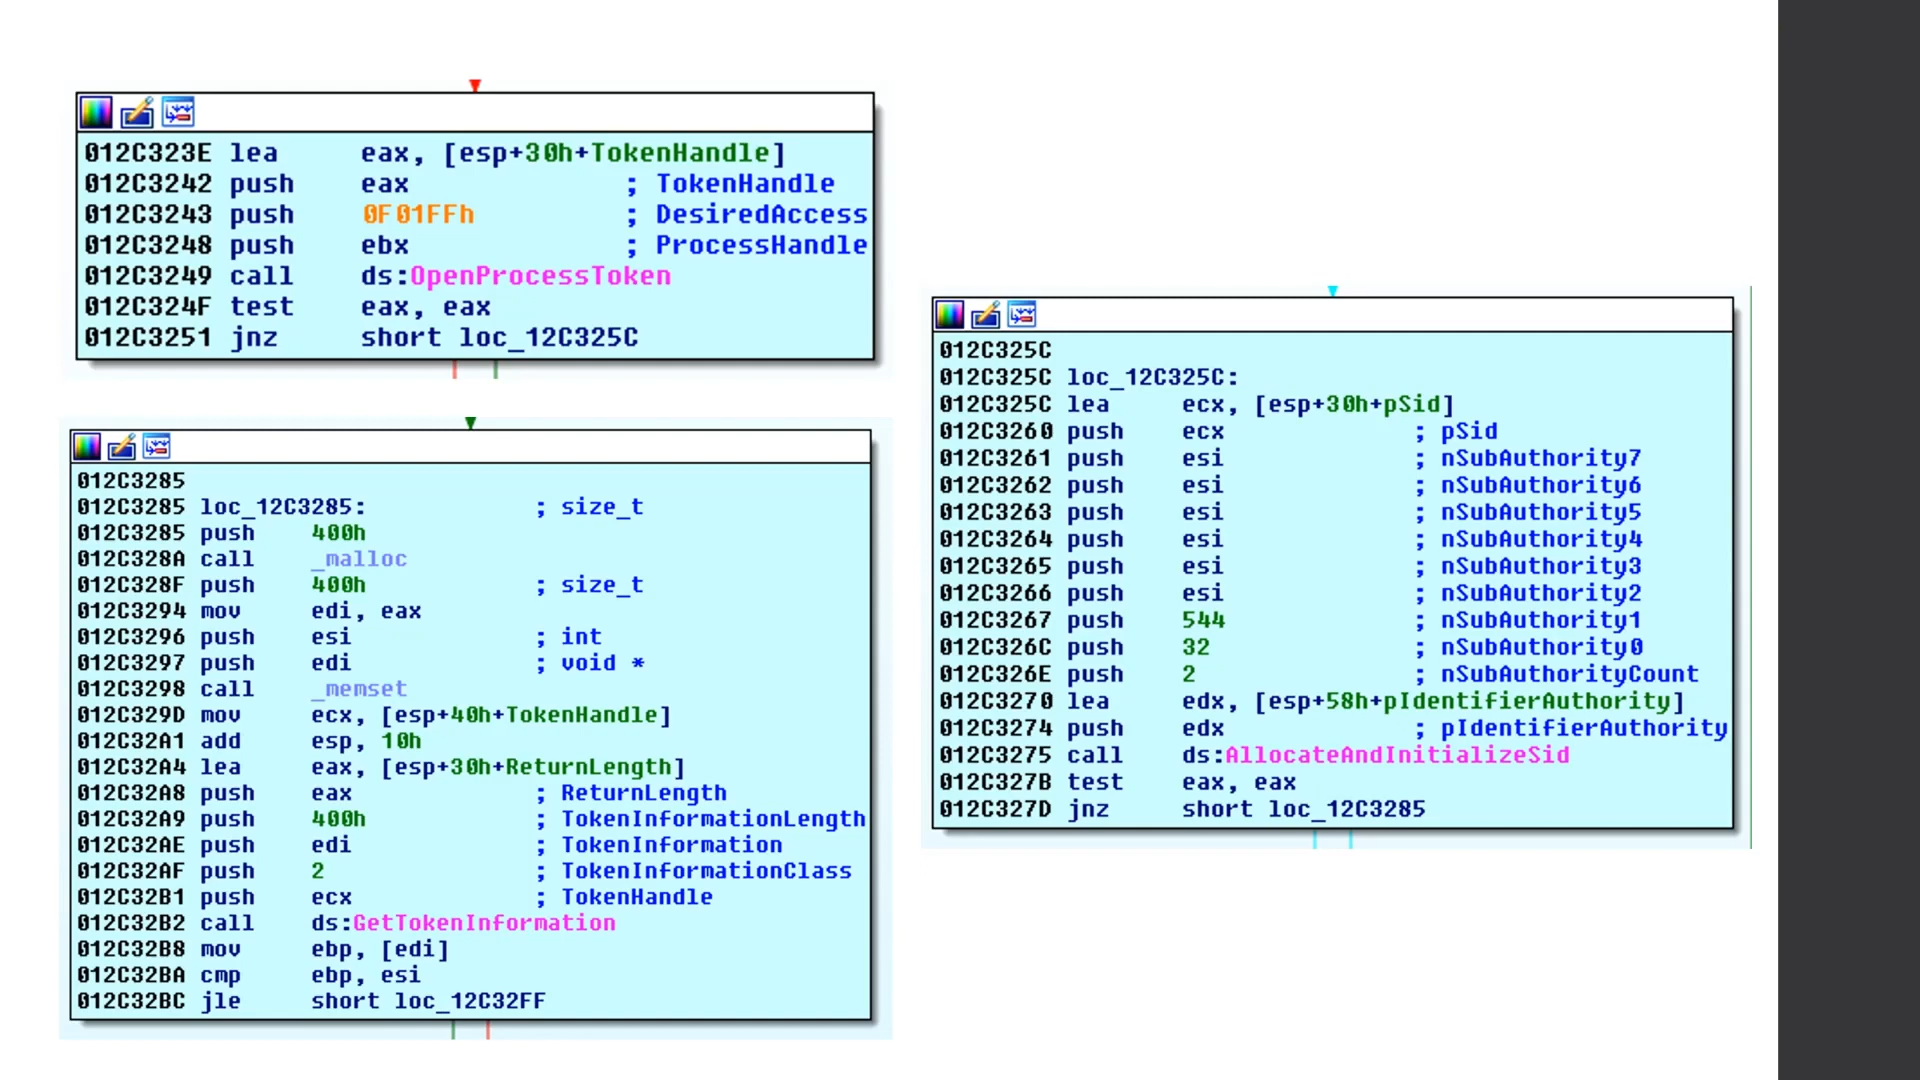 012C323E lea eax, [esp+30h+TokenHandle]
012C3242 push eax ; TokenHandle
012C3243 push 0F01FFh ; DesiredAccess
012C3248 push ebx ; ProcessHandle
012C3249 call ds:OpenProcessToken
012C324F test eax, eax
012C3251 jnz short loc_12C325C
012C3285
012C3285 loc_12C3285: ; size_t
012C3285 push 400h
012C328A call _malloc
012C328F push 400h ; size_t
012C3294 mov edi, eax
012C3296 push esi ; int
012C3297 push edi ; void *
012C3298 call _memset
012C329D mov ecx, [esp+40h+TokenHandle]
012C32A1 add esp, 10h
012C32A4 lea eax, [esp+30h+ReturnLength]
012C32A8 push eax ; ReturnLength
012C32A9 push 400h ; TokenInformationLength
012C32AE push edi ; TokenInformation
012C32AF push 2 ; TokenInformationClass
012C32B1 push ecx ; TokenHandle
012C32B2 call ds:GetTokenInformation
012C32B8 mov ebp, [edi]
012C32BA cmp ebp, esi
012C32BC jle short loc_12C32FF
012C325C
012C325C loc_12C325C:
012C325C lea ecx, [esp+30h+pSid]
012C3260 push ecx ; pSid
012C3261 push esi ; nSubAuthority7
012C3262 push esi ; nSubAuthority6
012C3263 push esi ; nSubAuthority5
012C3264 push esi ; nSubAuthority4
012C3265 push esi ; nSubAuthority3
012C3266 push esi ; nSubAuthority2
012C3267 push 544 ; nSubAuthority1
012C326C push 32 ; nSubAuthority0
012C326E push 2 ; nSubAuthorityCount
012C3270 lea edx, [esp+58h+pIdentifierAuthority]
012C3274 push edx ; pIdentifierAuthority
012C3275 call ds:AllocateAndInitializeSid
012C327B test eax, eax
012C327D jnz short loc_12C3285